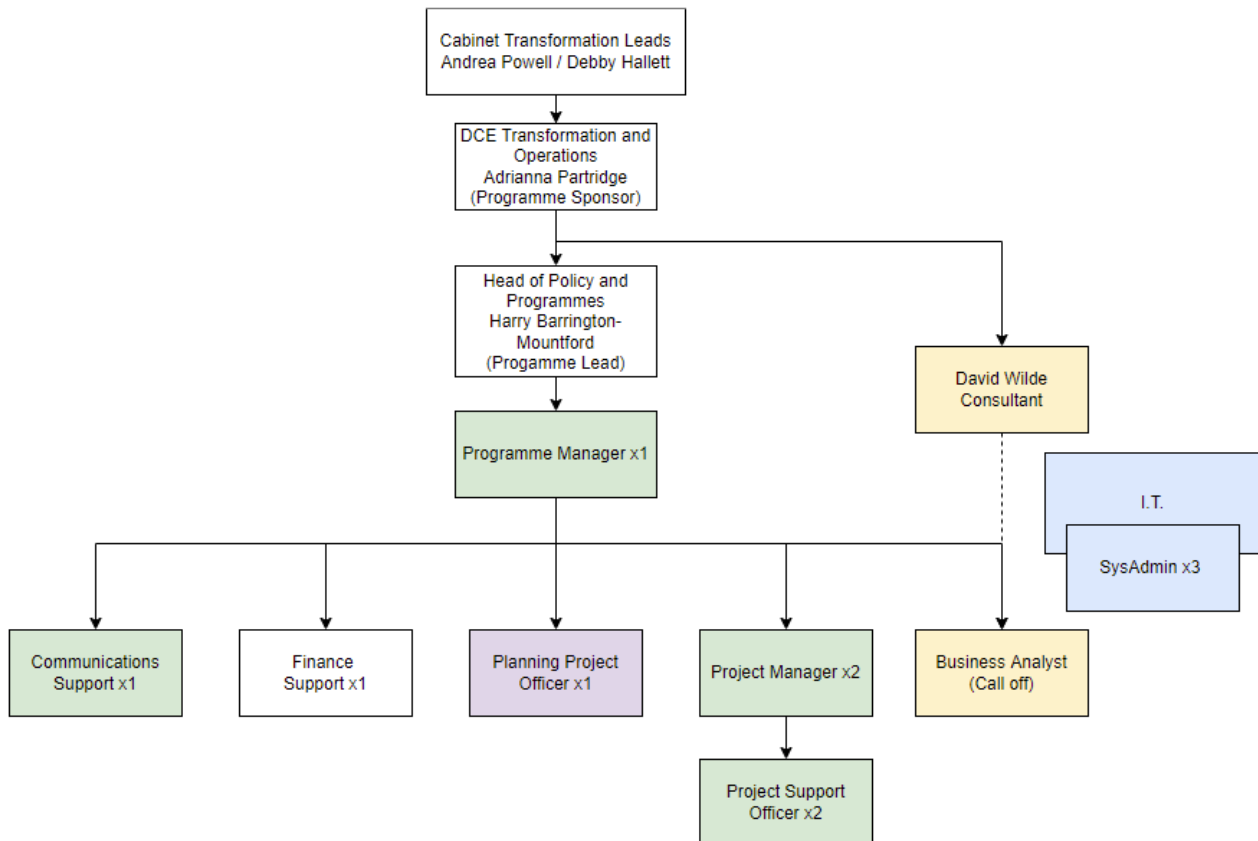 Cabinet Transformation Leads
Andrea Powell / Debby Hallett
DCE Transformation and
Operations
Adrianna Partridge
(Programme Sponsor)
Head of Policy and
Programmes
Harry Barrington-
Mountford
(Progamme Lead)
David Wilde
Consultant
Programme Manager x1
I.T.
SysAdmin x3
Communications
Support x1
Finance
Support x1
Planning Project
Officer x1
Project Manager x2
Business Analyst
(Call off)
Project Support
Officer x2